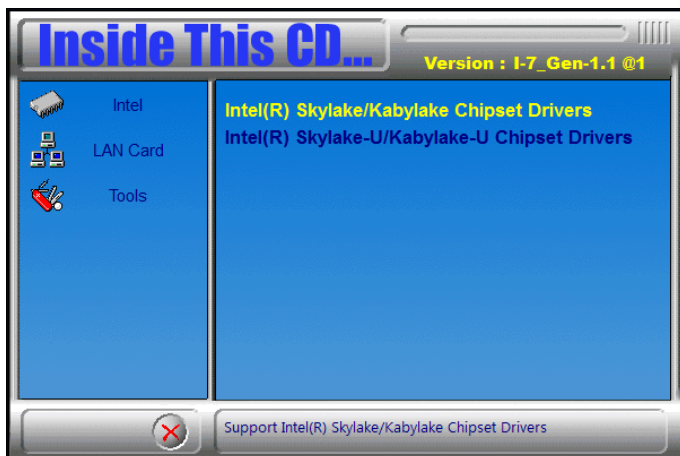 Inside This CD...
Version : I-7_Gen-1.1 @1
Intel
LAN Card
Tools
Intel(R) Skylake/Kabylake Chipset Drivers
Intel(R) Skylake-U/Kabylake-U Chipset Drivers
Support Intel(R) Skylake/Kabylake Chipset Drivers